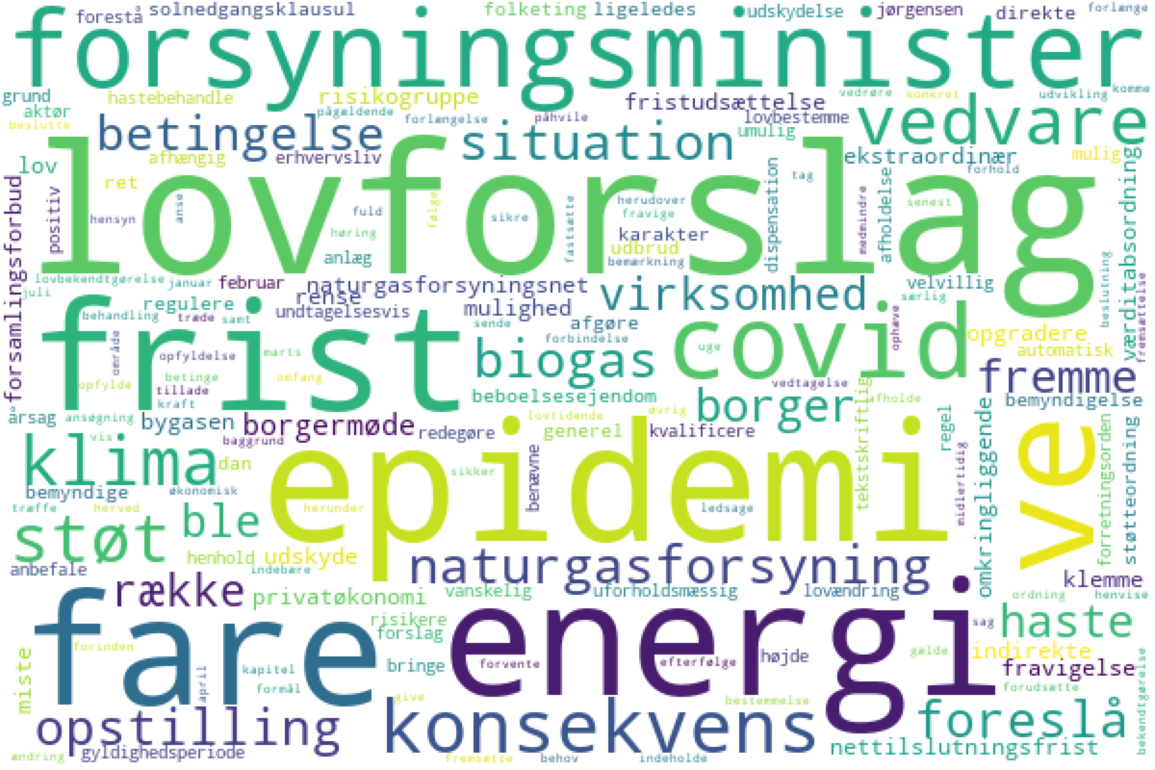 forestå solnedgangsklausul folketing ligeledes udskydelse jørgensen direkte forlænge
forsyningsminister
grund hastebehandle risikogruppe fristudsættelse vedrøre konkret udvikling komme
aktør pågældende forlængelse påhvile lovbestemme
beslutte betingelse situation umulig vedvare
lov afhængig erhvervsliv ekstraordinær mulig
ret forhold
lovforslag
forsamlingsforbud positiv hensyn anse fuld følge sikre fastsætte herudover fravige tag dispensation medmindre afholdelse senest værditabsordning
høring karakter
anlæg udbrud
bemærkning
lovbekendtgørelse januar februar naturgasforsyningsnet virksomhed velvillig beslutning fremsættelse
juli regulere rense mulighed særlig
behandling træde samt undtagelsesvis sende afgøre ophæve opgradere
frist
covid
område opfyldelse marts biogas forbindelse uge automatisk
opfylde betinge omfang vedtagelse fremme
tillade beboelsesejendom bemyndigelse
kraft lovtidende øvrig borger afholde
årsag ansøgning bygasen borgermøde redegøre generel kvalificere tekstskriftlig regel
vis baggrund
klima dan epidemi ve
bemyndige økonomisk herunder benævne sikker ledsage midlertidig omkringliggende forretningsorden støtteordning
træffe herved
støt ble
henhold udskyde naturgasforsyning
anbefale indebære klemme
række privatøkonomi vanskelig uforholdsmæssig lovændring ordning henvise
fare energi
risikere sag haste
forslag
miste forinden april kapitel bringe forvente efterfølge højde gælde indirekte
formål fravigelse
give bestemmelse forudsætte bekendtgørelse
opstilling konsekvens foreslå
gyldighedsperiode nettilslutningsfrist
ændring fremsætte behov indeholde